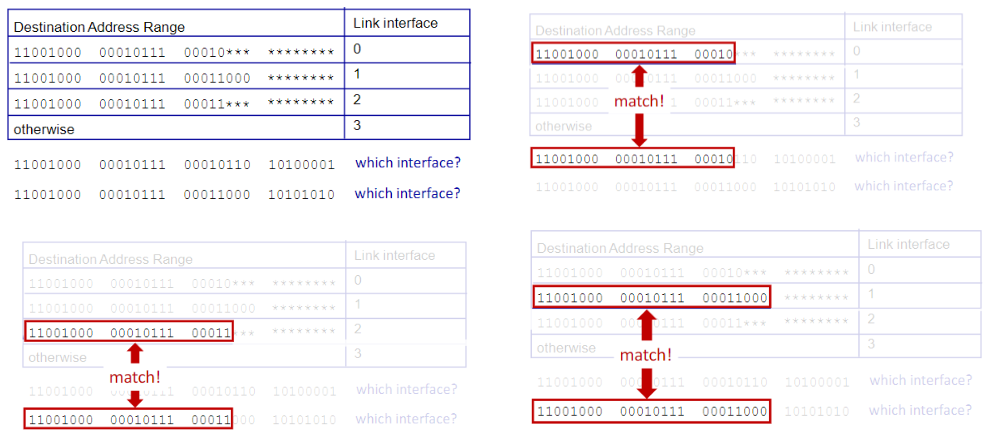 Destination Address Range Link interface
11001000 00010111 00010*** ******** 0
11001000 00010111 00011000 ******** 1
11001000 00010111 00011*** ******** 2
otherwise 3
11001000 00010111 00010110 10100001 which interface?
11001000 00010111 00011000 10101010 which interface?
Destination Address Range Link interface
11001000 00010111 00010*** ******** 0
11001000 00010111 00011000 ******** 1
match!
11001000 1 00011*** ******** 2
otherwise 3
11001000 00010111 00010110 10100001 which interface?
11001000 00010111 00011000 10101010 which interface?
Destination Address Range Link interface
11001000 00010111 00010*** ******** 0
11001000 00010111 00011000 ******** 1
11001000 00010111 00011*** ******** 2
otherwise 3
match!
11001000 00010111 00010110 10100001 which interface?
11001000 00010111 00011000 10101010 which interface?
Destination Address Range Link interface
11001000 00010111 00010*** ******** 0
11001000 00010111 00011000 ******** 1
11001000 00010111 00011*** ******** 2
otherwise 3
match!
11001000 00010110 10100001 which interface?
11001000 00010111 00011000 10101010 which interface?